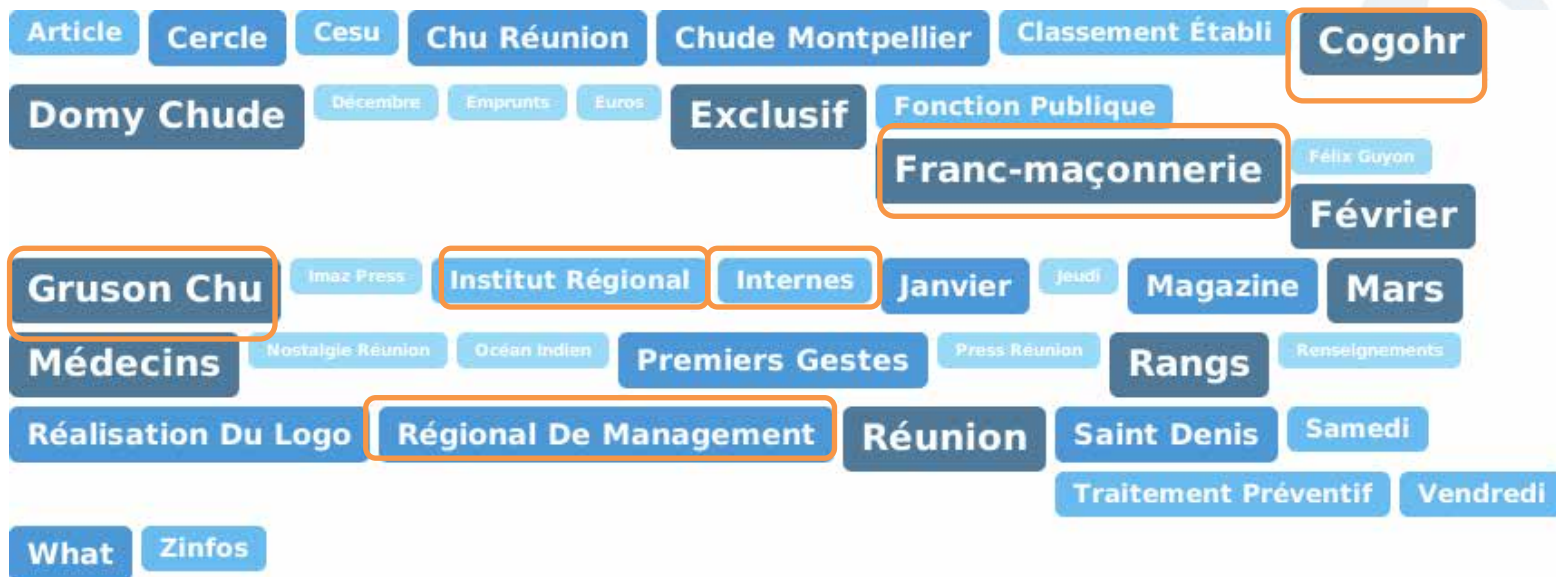 Article Cercle Cesu Chu Réunion Chude Montpellier Classement Établi Cogohr
Domy Chude Décembre Emprunts Euros Exclusif Fonction Publique
Franc-maçonnerie Félix Guyon
Février
Gruson Chu Imaz Press Institut Régional Internes Janvier Jeudi Magazine Mars
Médecins Nostalgie Réunion Océan Indien Premiers Gestes Press Réunion Rangs Renseignements
Réalisation Du Logo Régional De Management Réunion Saint Denis Samedi
Traitement Préventif Vendredi
What Zinfos